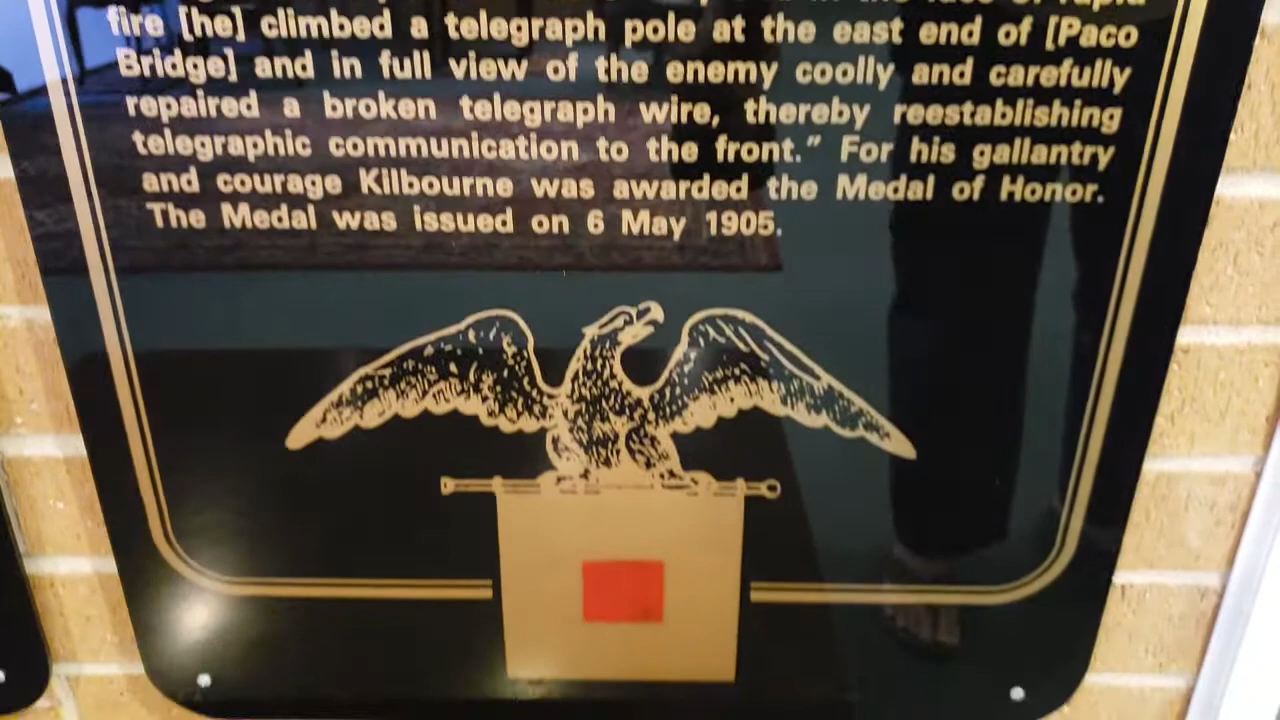 rapid
fire [he] climbed a telegraph pole at the east end of [Paco
Bridge] and in full view of the enemy coolly and carefully
repaired a broken telegraph wire, thereby reestablishing
telegraphic communication to the front." For his gallantry
and courage Kilbourne was awarded the Medal of Honor.
The Medal was issued on 6 May 1905.